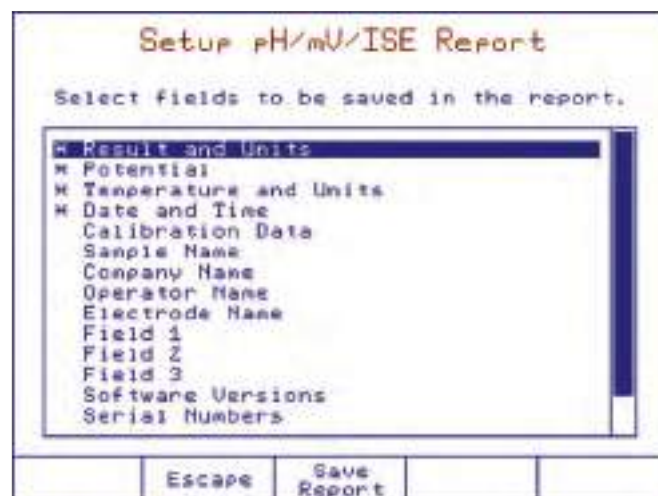 Setup pH/mV/ISE Report
Select fields to be saved in the report.
* Result and Units
* Potential
* Temperature and Units
* Date and Time
Calibration Data
Sample Name
Company Name
Operator Name
Electrode Name
Field 1
Field 2
Field 3
Software Versions
Serial Numbers
Escape
Save
Report